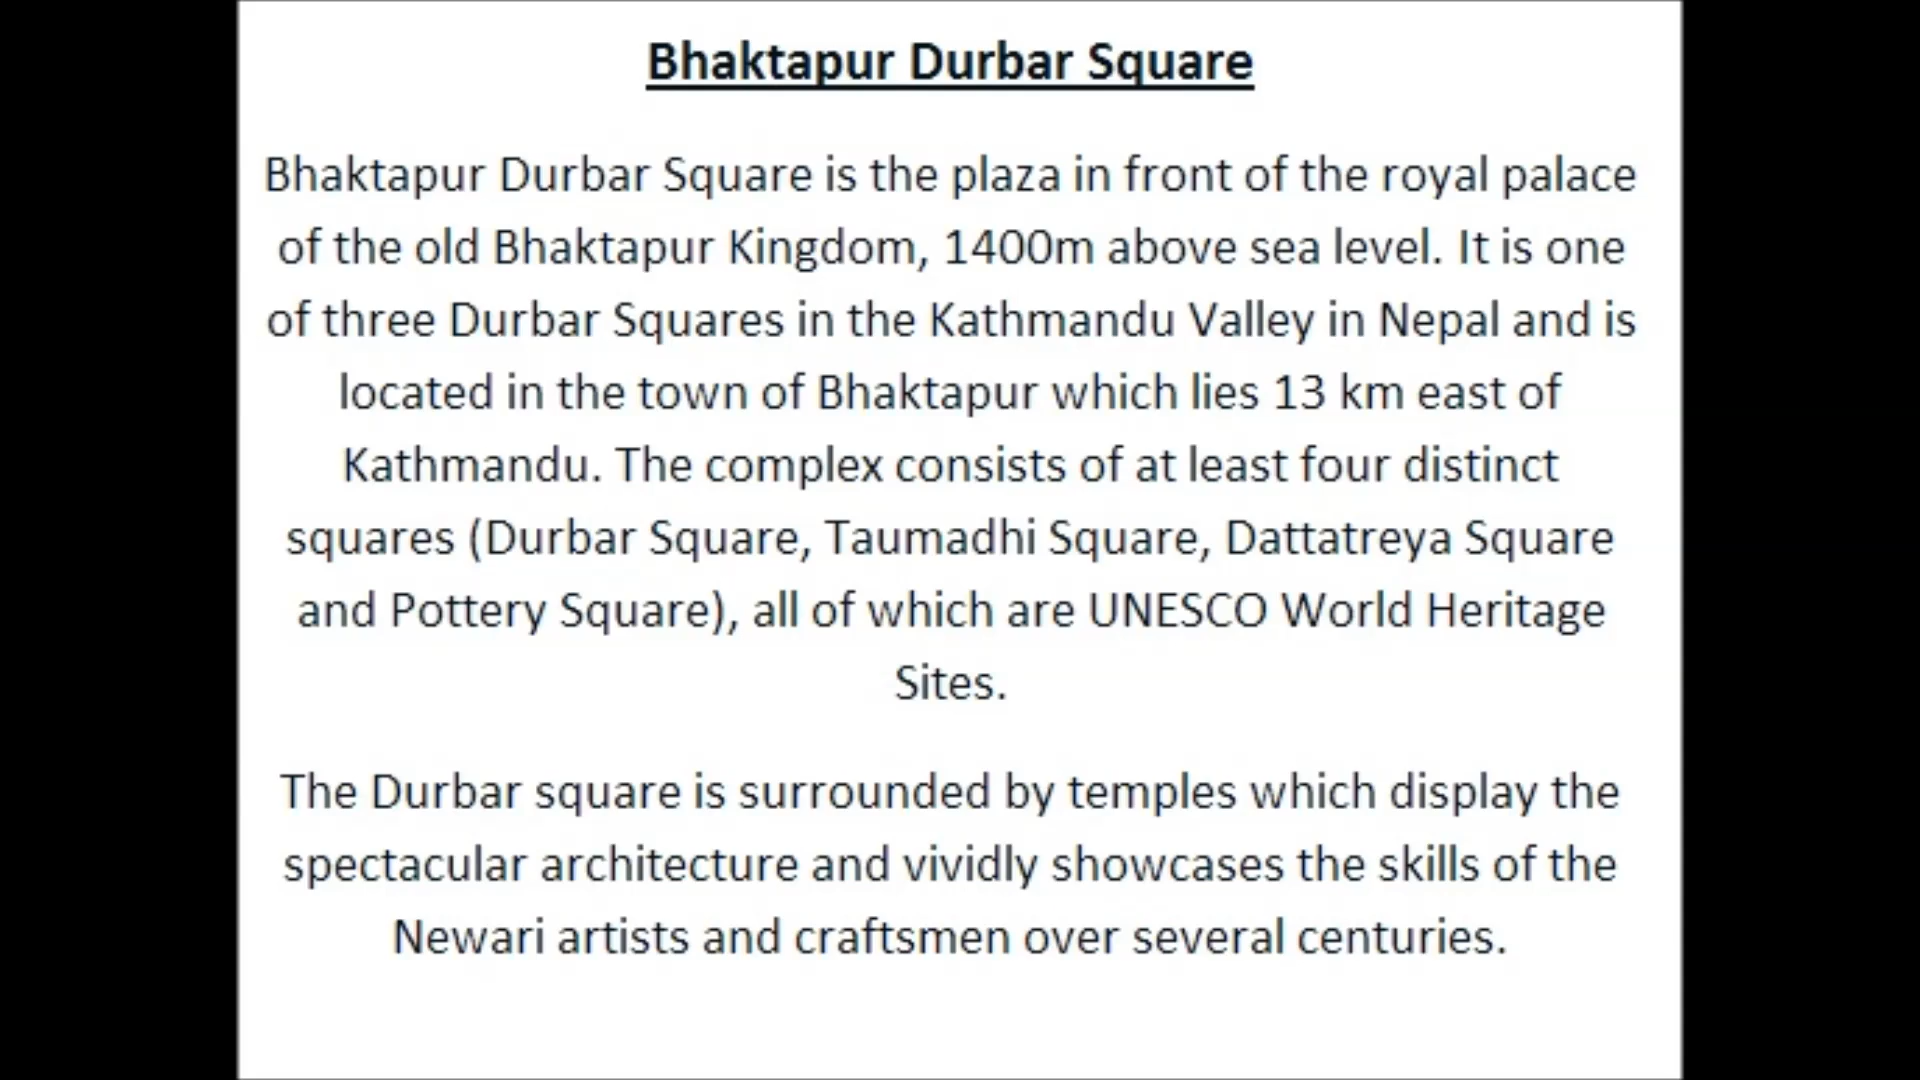 Bhaktapur Durbar Square
Bhaktapur Durbar Square is the plaza in front of the royal palace
of the old Bhaktapur Kingdom, 1400m above sea level. It is one
of three Durbar Squares in the Kathmandu Valley in Nepal and is
located in the town of Bhaktapur which lies 13 km east of
Kathmandu. The complex consists of at least four distinct
squares (Durbar Square, Taumadhi Square, Dattatreya Square
and Pottery Square), all of which are UNESCO World Heritage
Sites.
The Durbar square is surrounded by temples which display the
spectacular architecture and vividly showcases the skills of the
Newari artists and craftsmen over several centuries.